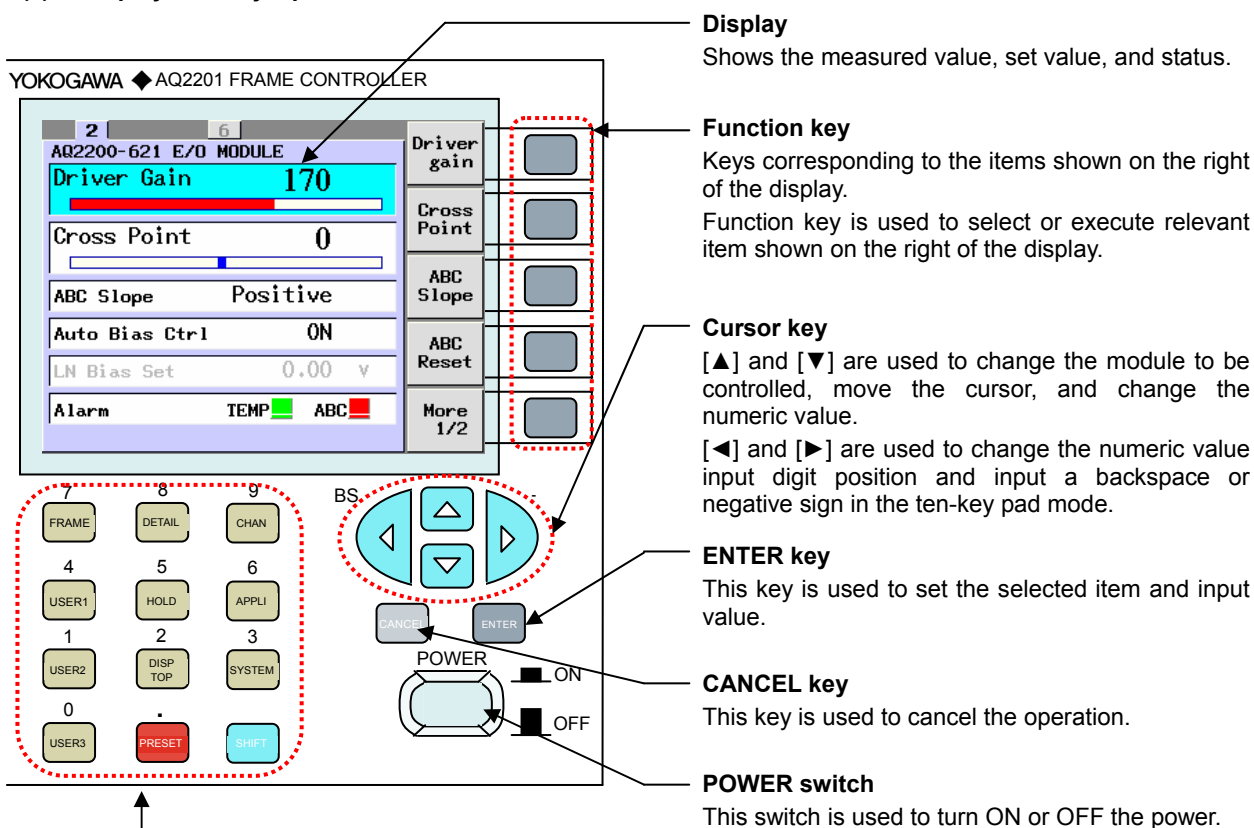 YOKOGAWA ◆ AQ2201 FRAME CONTROLLER
2 6
AQ2200-621 E/O MODULE
Driver Gain 170
Cross Point 0
ABC Slope Positive
Auto Bias Ctrl ON
LN Bias Set 0.00 V
Alarm TEMP ABC
Driver
gain
Cross
Point
ABC
Slope
ABC
Reset
More
1/2
7 8 9
FRAME DETAIL CHAN
4 5 6
USER1 HOLD APPLI
1 2 3
USER2 DISP TOP SYSTEM
0 .
USER3 PRESET SHIFT
BS -
CANCEL ENTER
POWER
ON
OFF
Display
Shows the measured value, set value, and status.
Function key
Keys corresponding to the items shown on the right
of the display.
Function key is used to select or execute relevant
item shown on the right of the display.
Cursor key
[▲] and [▼] are used to change the module to be
controlled, move the cursor, and change the
numeric value.
[◄] and [►] are used to change the numeric value
input digit position and input a backspace or
negative sign in the ten-key pad mode.
ENTER key
This key is used to set the selected item and input
value.
CANCEL key
This key is used to cancel the operation.
POWER switch
This switch is used to turn ON or OFF the power.